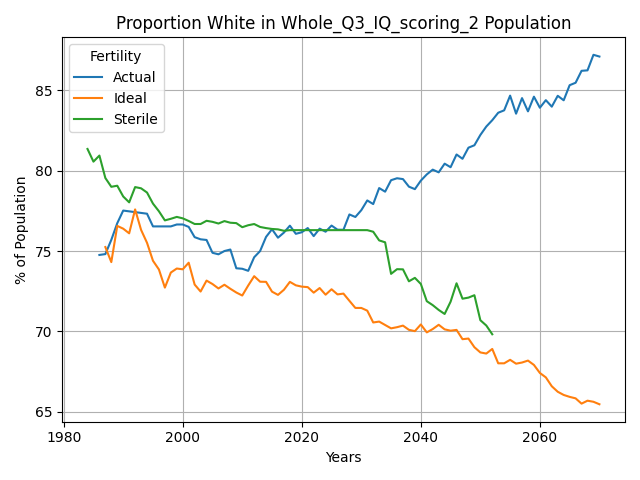 Proportion White in Whole_Q3_IQ_scoring_2 Population
Fertility
Actual
Ideal
Sterile
% of Population
85
80
75
70
65
1980
2000
2020
2040
2060
Years